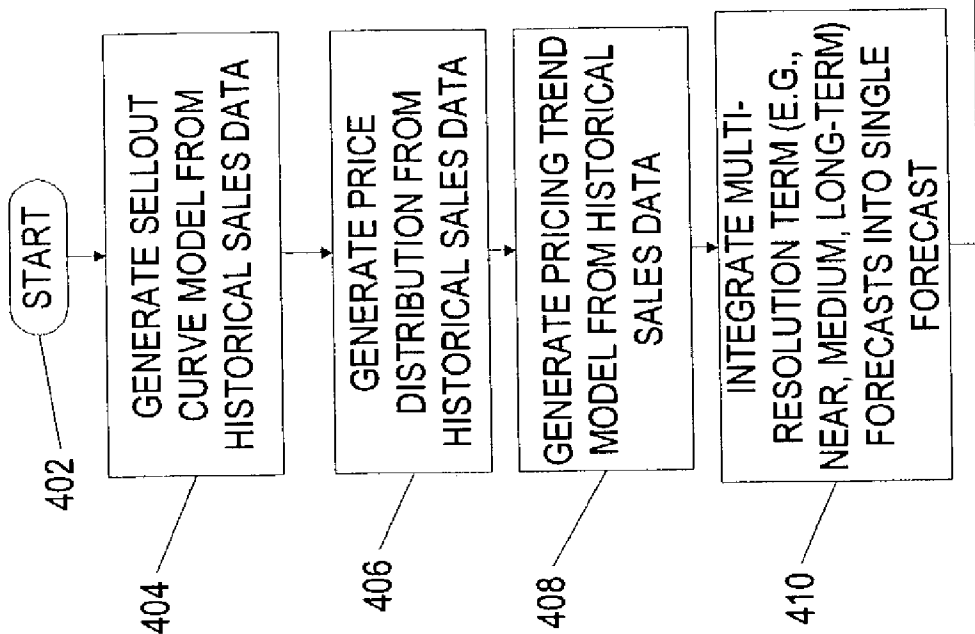 START
402
GENERATE SELLOUT
CURVE MODEL FROM
HISTORICAL SALES DATA
404
GENERATE PRICE
DISTRIBUTION FROM
HISTORICAL SALES DATA
406
GENERATE PRICING TREND
MODEL FROM HISTORICAL
SALES DATA
408
INTEGRATE MULTI-
RESOLUTION TERM (E.G.,
NEAR, MEDIUM, LONG-TERM)
FORECASTS INTO SINGLE
FORECAST
410